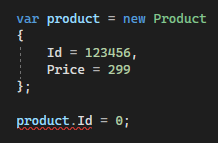 var product = new Product
{
    Id = 123456,
    Price = 299
};

product.Id = 0;